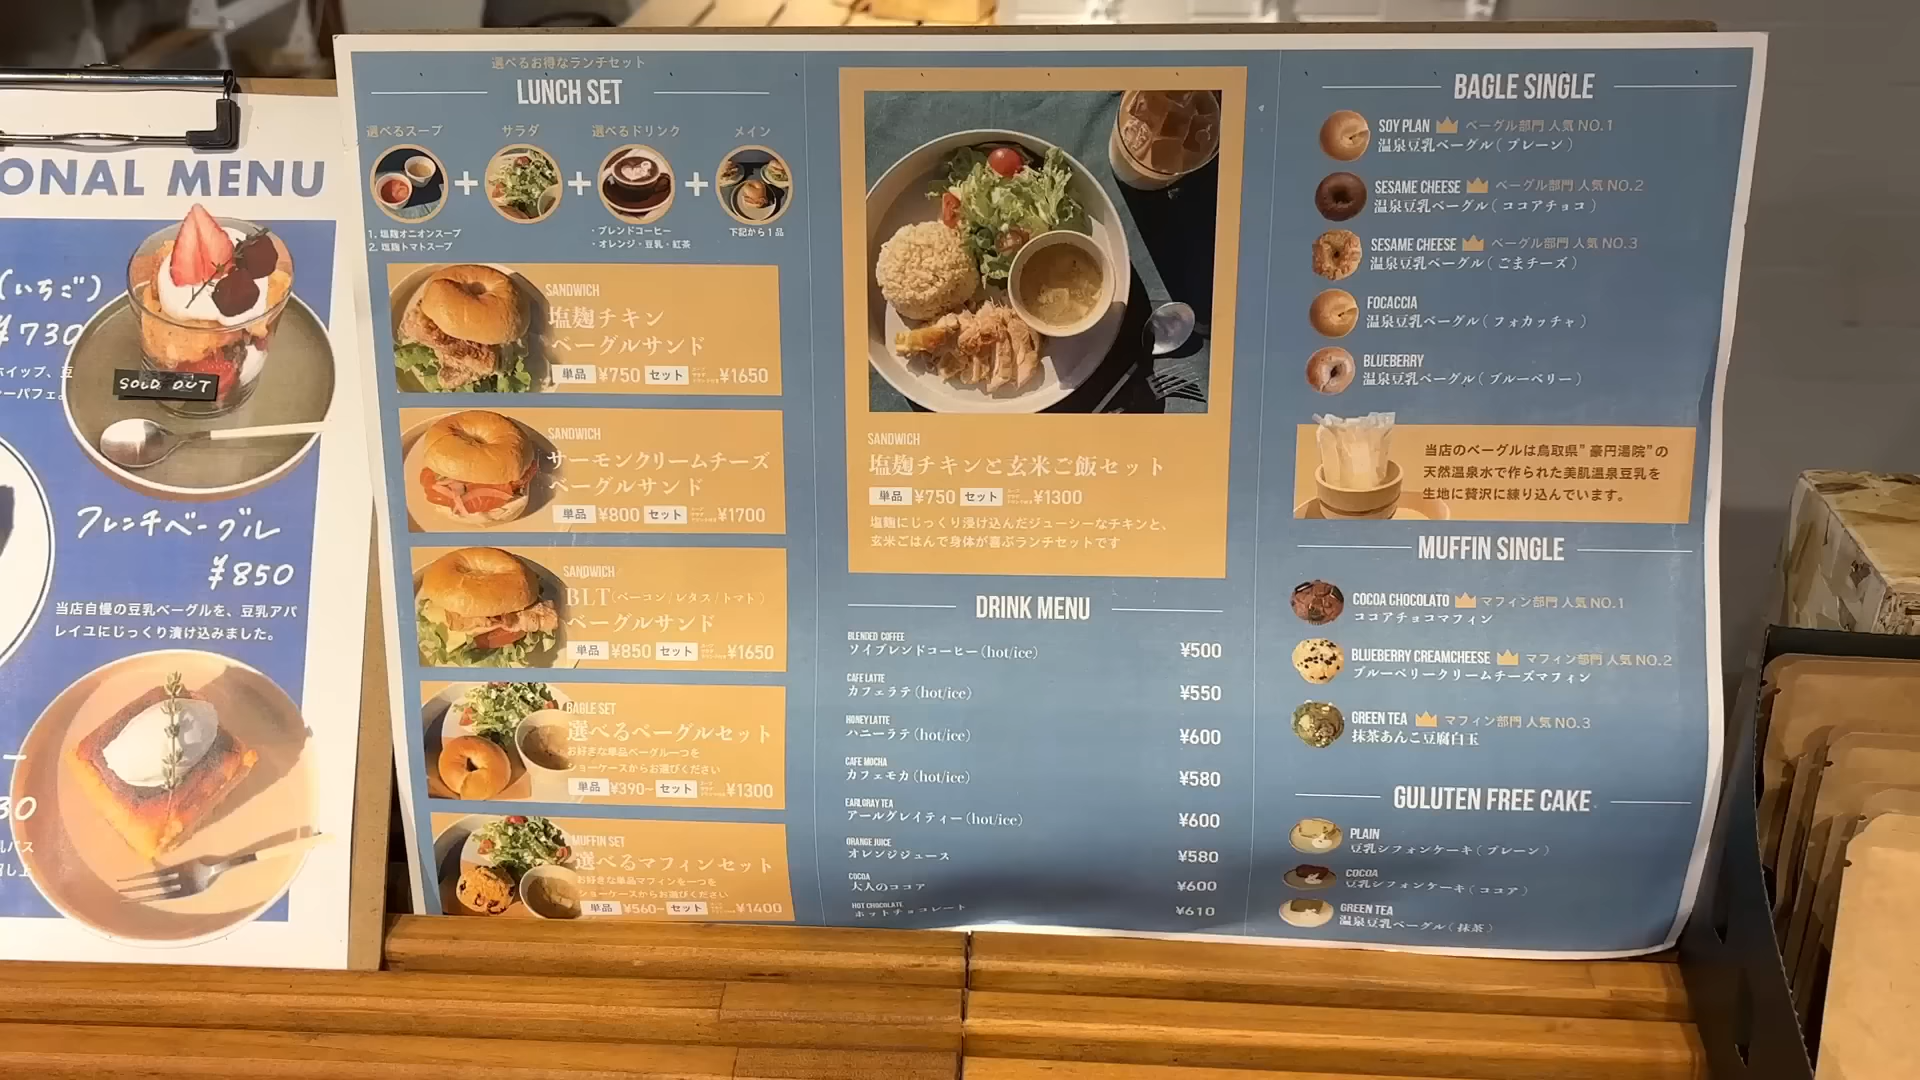 ONAL MENU
(いちご)
¥730
ホイップ、豆
ーパフェ。
SOLD OUT
フレンチベーグル
¥850
当店自慢の豆乳ベーグルを、豆乳アパ
レイユにじっくり漬け込みました。
ー
30
乳バス
選べるお得なランチセット
LUNCH SET
選べるスープ
サラダ
選べるドリンク
メイン
+
+
+
1. 塩麹オニオンスープ
2. 塩麹トマトスープ
・ブレンドコーヒー
・オレンジ・豆乳・紅茶
下記から1品
SANDWICH
塩麹チキン
ベーグルサンド
単品 ¥750 セット ¥1650
SANDWICH
サーモンクリームチーズ
ベーグルサンド
単品 ¥800 セット ¥1700
SANDWICH
BLT(ベーコン/レタス/トマト)
ベーグルサンド
単品 ¥850 セット ¥1650
BAGLE SET
選べるベーグルセット
お好きな単品ベーグル一つを
ショーケースからお選びください
単品 ¥390− セット ¥1300
MUFFIN SET
選べるマフィンセット
お好きな単品マフィンを一つを
ショーケースからお選びください
単品 ¥560− セット ¥1400
SANDWICH
塩麹チキンと玄米ご飯セット
単品 ¥750 セット ¥1300
塩麹にじっくり浸け込んだジューシーなチキンと、
玄米ごはんで身体が喜ぶランチセットです
DRINK MENU
BLENDED COFFEE
ソイブレンドコーヒー(hot/ice) ¥500
CAFE LATTE
カフェラテ(hot/ice) ¥550
HONEY LATTE
ハニーラテ(hot/ice) ¥600
CAFE MOCHA
カフェモカ(hot/ice) ¥580
EARLGRAY TEA
アールグレイティー(hot/ice) ¥600
ORANGE JUICE
オレンジジュース ¥580
COCOA
大人のココア ¥600
HOT CHOCOLATE
ホットチョコレート ¥610
BAGLE SINGLE
SOY PLAN ベーグル部門 人気 NO.1
温泉豆乳ベーグル(プレーン)
SESAME CHEESE ベーグル部門 人気 NO.2
温泉豆乳ベーグル(ココアチョコ)
SESAME CHEESE ベーグル部門 人気 NO.3
温泉豆乳ベーグル(ごまチーズ)
FOCACCIA
温泉豆乳ベーグル(フォカッチャ)
BLUEBERRY
温泉豆乳ベーグル(ブルーベリー)
当店のベーグルは鳥取県"豪円湯院"の
天然温泉水で作られた美肌温泉豆乳を
生地に贅沢に練り込んでいます。
MUFFIN SINGLE
COCOA CHOCOLATO マフィン部門 人気 NO.1
ココアチョコマフィン
BLUEBERRY CREAMCHEESE マフィン部門 人気 NO.2
ブルーベリークリームチーズマフィン
GREEN TEA マフィン部門 人気 NO.3
抹茶あんこ豆腐白玉
GULUTEN FREE CAKE
PLAIN
豆乳シフォンケーキ(プレーン)
COCOA
豆乳シフォンケーキ(ココア)
GREEN TEA
温泉豆乳ベーグル(抹茶)